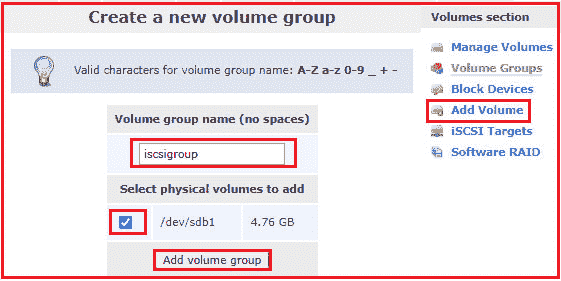 Create a new volume group
Valid characters for volume group name: A-Z a-z 0-9 _ + -
Volume group name (no spaces)
iscsigroup
Select physical volumes to add
/dev/sdb1 4.76 GB
Add volume group
Volumes section
Manage Volumes
Volume Groups
Block Devices
Add Volume
iSCSI Targets
Software RAID